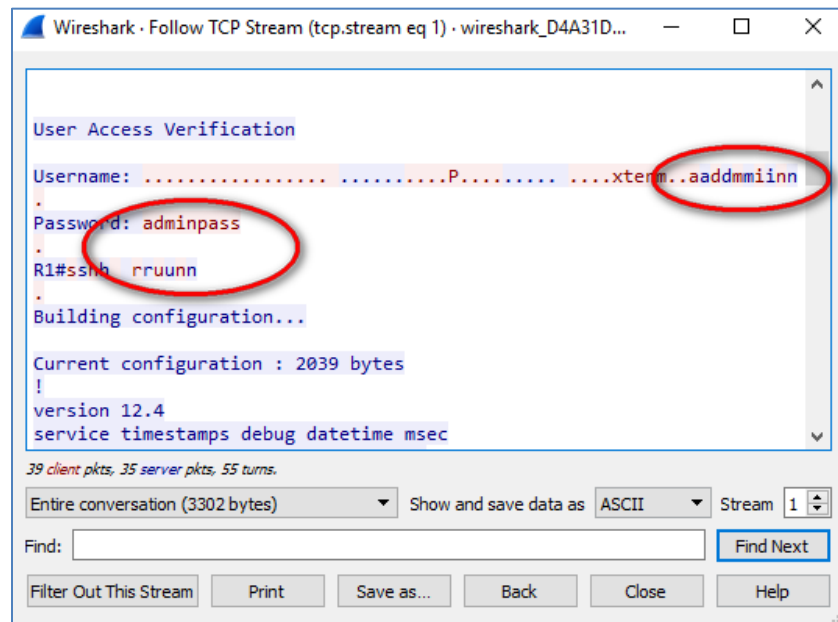 Wireshark · Follow TCP Stream (tcp.stream eq 1) · wireshark_D4A31D...
User Access Verification
Username: ................. ..........P......... ....xterm..aaddmmiinn
.
Password: adminpass
.
R1#sshh  rruunn
.
Building configuration...
Current configuration : 2039 bytes
!
version 12.4
service timestamps debug datetime msec
39 client pkts, 35 server pkts, 55 turns.
Entire conversation (3302 bytes)
Show and save data as ASCII
Stream 1
Find:
Find Next
Filter Out This Stream
Print
Save as...
Back
Close
Help